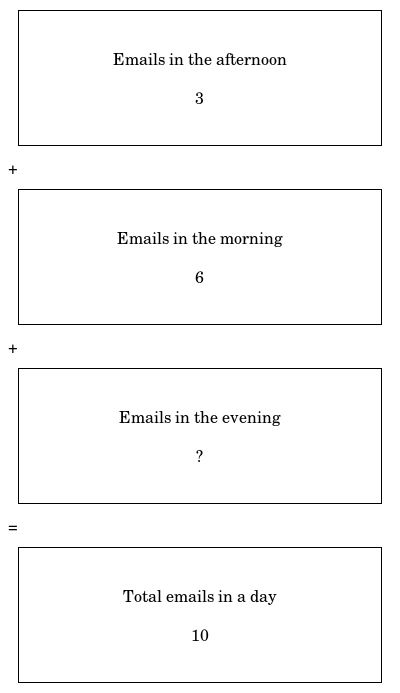 Emails in the afternoon
3
+
Emails in the morning
6
+
Emails in the evening
?
=
Total emails in a day
10